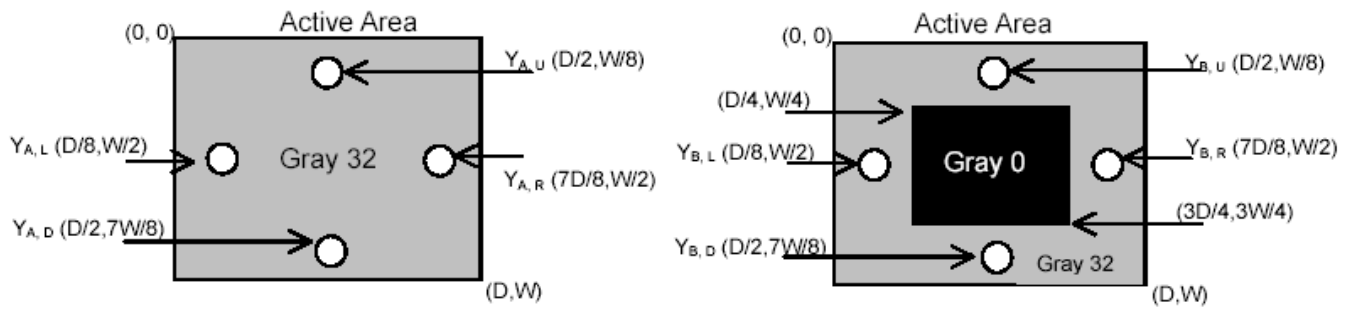 Active Area
(0, 0)
YA, U (D/2,W/8)
YA, L (D/8,W/2)
Gray 32
YA, R (7D/8,W/2)
YA, D (D/2,7W/8)
(D,W)
Active Area
(0, 0)
YB, U (D/2,W/8)
(D/4,W/4)
YB, L (D/8,W/2)
Gray 0
YB, R (7D/8,W/2)
(3D/4,3W/4)
YB, D (D/2,7W/8)
Gray 32
(D,W)